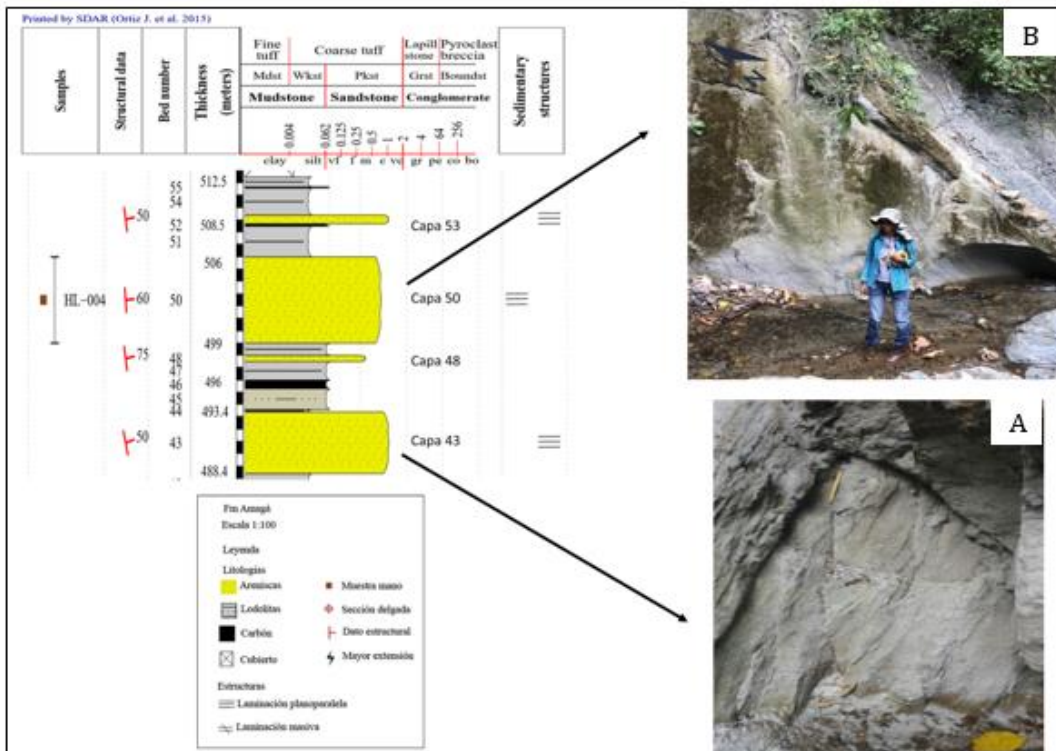 Printed by SDAR (Ortiz J. et al. 2015)
B
Samples
Structural data
Bed number
Thickness (meters)
Fine tuff
Coarse tuff
Lapill stone
Pyroclast breccia
Mdst
Wkst
Pkst
Grst
Boundst
Mudstone
Sandstone
Conglomerate
0.004
0.062
0.125
0.25
0.5
1
2
4
64
256
clay
silt
vf
f
m
c
vc
gr
pe
co
bo
Sedimentary structures
55
512.5
54
50
52
508.5
Capa 53
51
506
HL-004
60
50
Capa 50
499
75
48
Capa 48
47
46
496
45
44
493.4
50
43
Capa 43
488.4
A
Fm Amagá
Escala 1:100
Leyenda
Litologías
Areniscas
Muestra mano
Lodolitas
Sección delgada
Carbón
Dato estructural
Cubierto
Mayor extensión
Estructuras
Laminación planoparalela
Laminación masiva